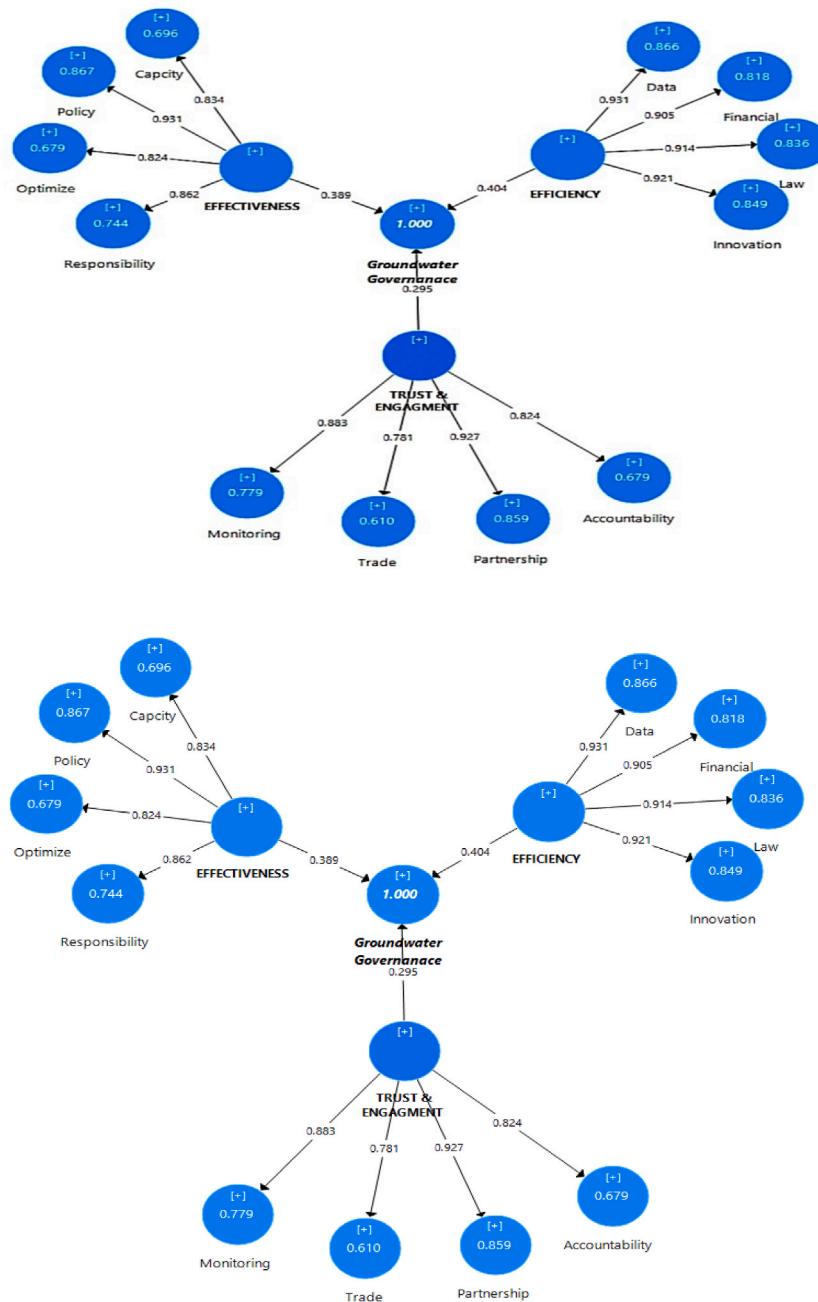 [+]
0.696
Capcity
[+]
0.867
Policy
[+]
0.679
Optimize
[+]
0.744
Responsibility
0.834
0.931
0.824
0.862
[+]
EFFECTIVENESS
0.389
[+]
0.866
Data
[+]
0.818
Financial
[+]
0.836
Law
[+]
0.849
Innovation
0.931
0.905
0.914
0.921
[+]
EFFICIENCY
0.404
[+]
1.000
Groundwater
Governanace
0.295
[+]
TRUST &
ENGAGMENT
0.883
0.781
0.927
0.824
[+]
0.779
Monitoring
[+]
0.610
Trade
[+]
0.859
Partnership
[+]
0.679
Accountability
[+]
0.696
Capcity
[+]
0.867
Policy
[+]
0.679
Optimize
[+]
0.744
Responsibility
0.834
0.931
0.824
0.862
[+]
EFFECTIVENESS
0.389
[+]
0.866
Data
[+]
0.818
Financial
[+]
0.836
Law
[+]
0.849
Innovation
0.931
0.905
0.914
0.921
[+]
EFFICIENCY
0.404
[+]
1.000
Groundwater
Governanace
0.295
[+]
TRUST &
ENGAGMENT
0.883
0.781
0.927
0.824
[+]
0.779
Monitoring
[+]
0.610
Trade
[+]
0.859
Partnership
[+]
0.679
Accountability